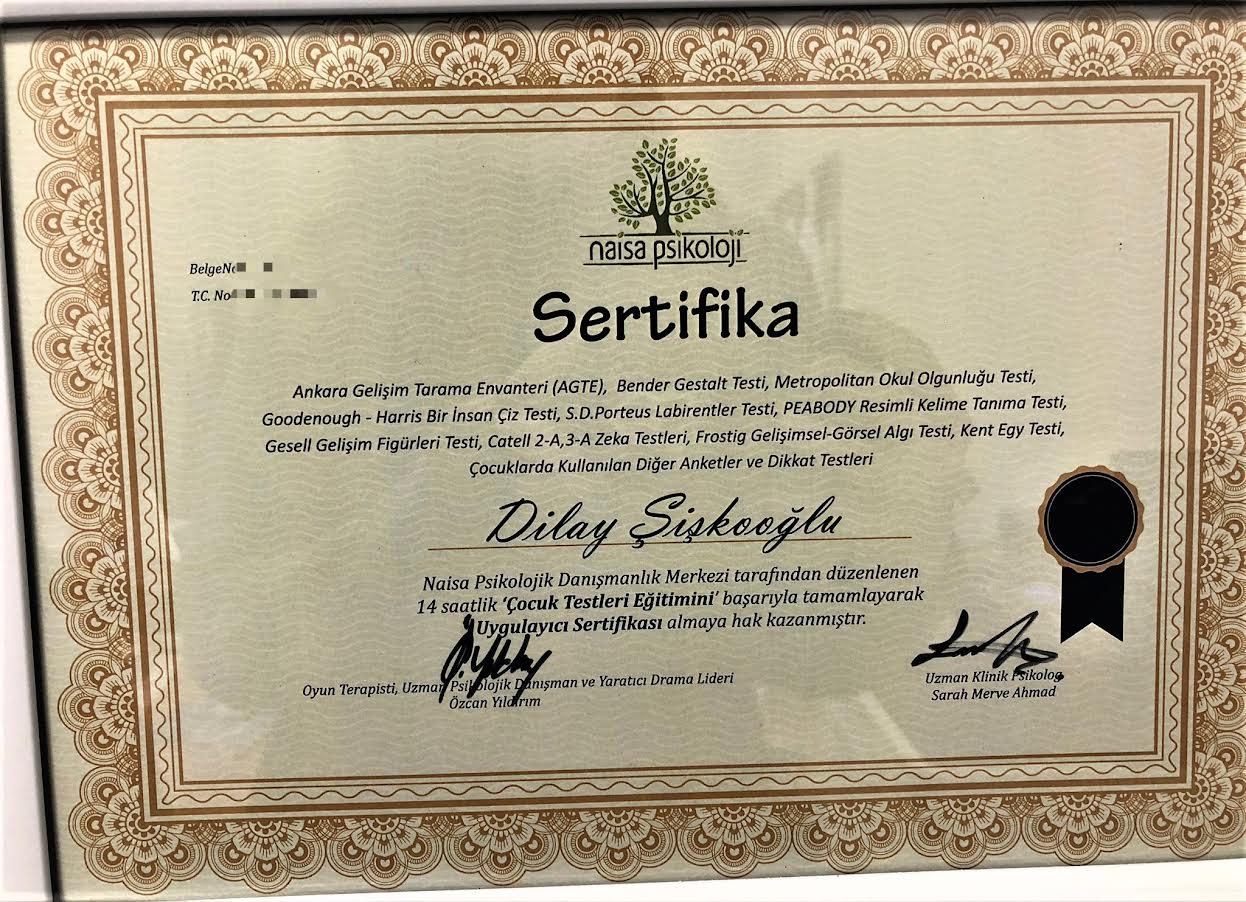 naisa psikoloji
BelgeNo
T.C. No
Sertifika
Ankara Gelişim Tarama Envanteri (AGTE), Bender Gestalt Testi, Metropolitan Okul Olgunluğu Testi,
Goodenough - Harris Bir İnsan Çiz Testi, S.D.Porteus Labirentler Testi, PEABODY Resimli Kelime Tanıma Testi,
Gesell Gelişim Figürleri Testi, Catell 2-A,3-A Zeka Testleri, Frostig Gelişimsel-Görsel Algı Testi, Kent Egy Testi,
Çocuklarda Kullanılan Diğer Anketler ve Dikkat Testleri
Dilay Şişkooğlu
Naisa Psikolojik Danışmanlık Merkezi tarafından düzenlenen
14 saatlik ‘Çocuk Testleri Eğitimini’ başarıyla tamamlayarak
Uygulayıcı Sertifikası almaya hak kazanmıştır.
Oyun Terapisti, Uzman Psikolojik Danışman ve Yaratıcı Drama Lideri
Özcan Yıldırım
Uzman Klinik Psikolog
Sarah Merve Ahmad